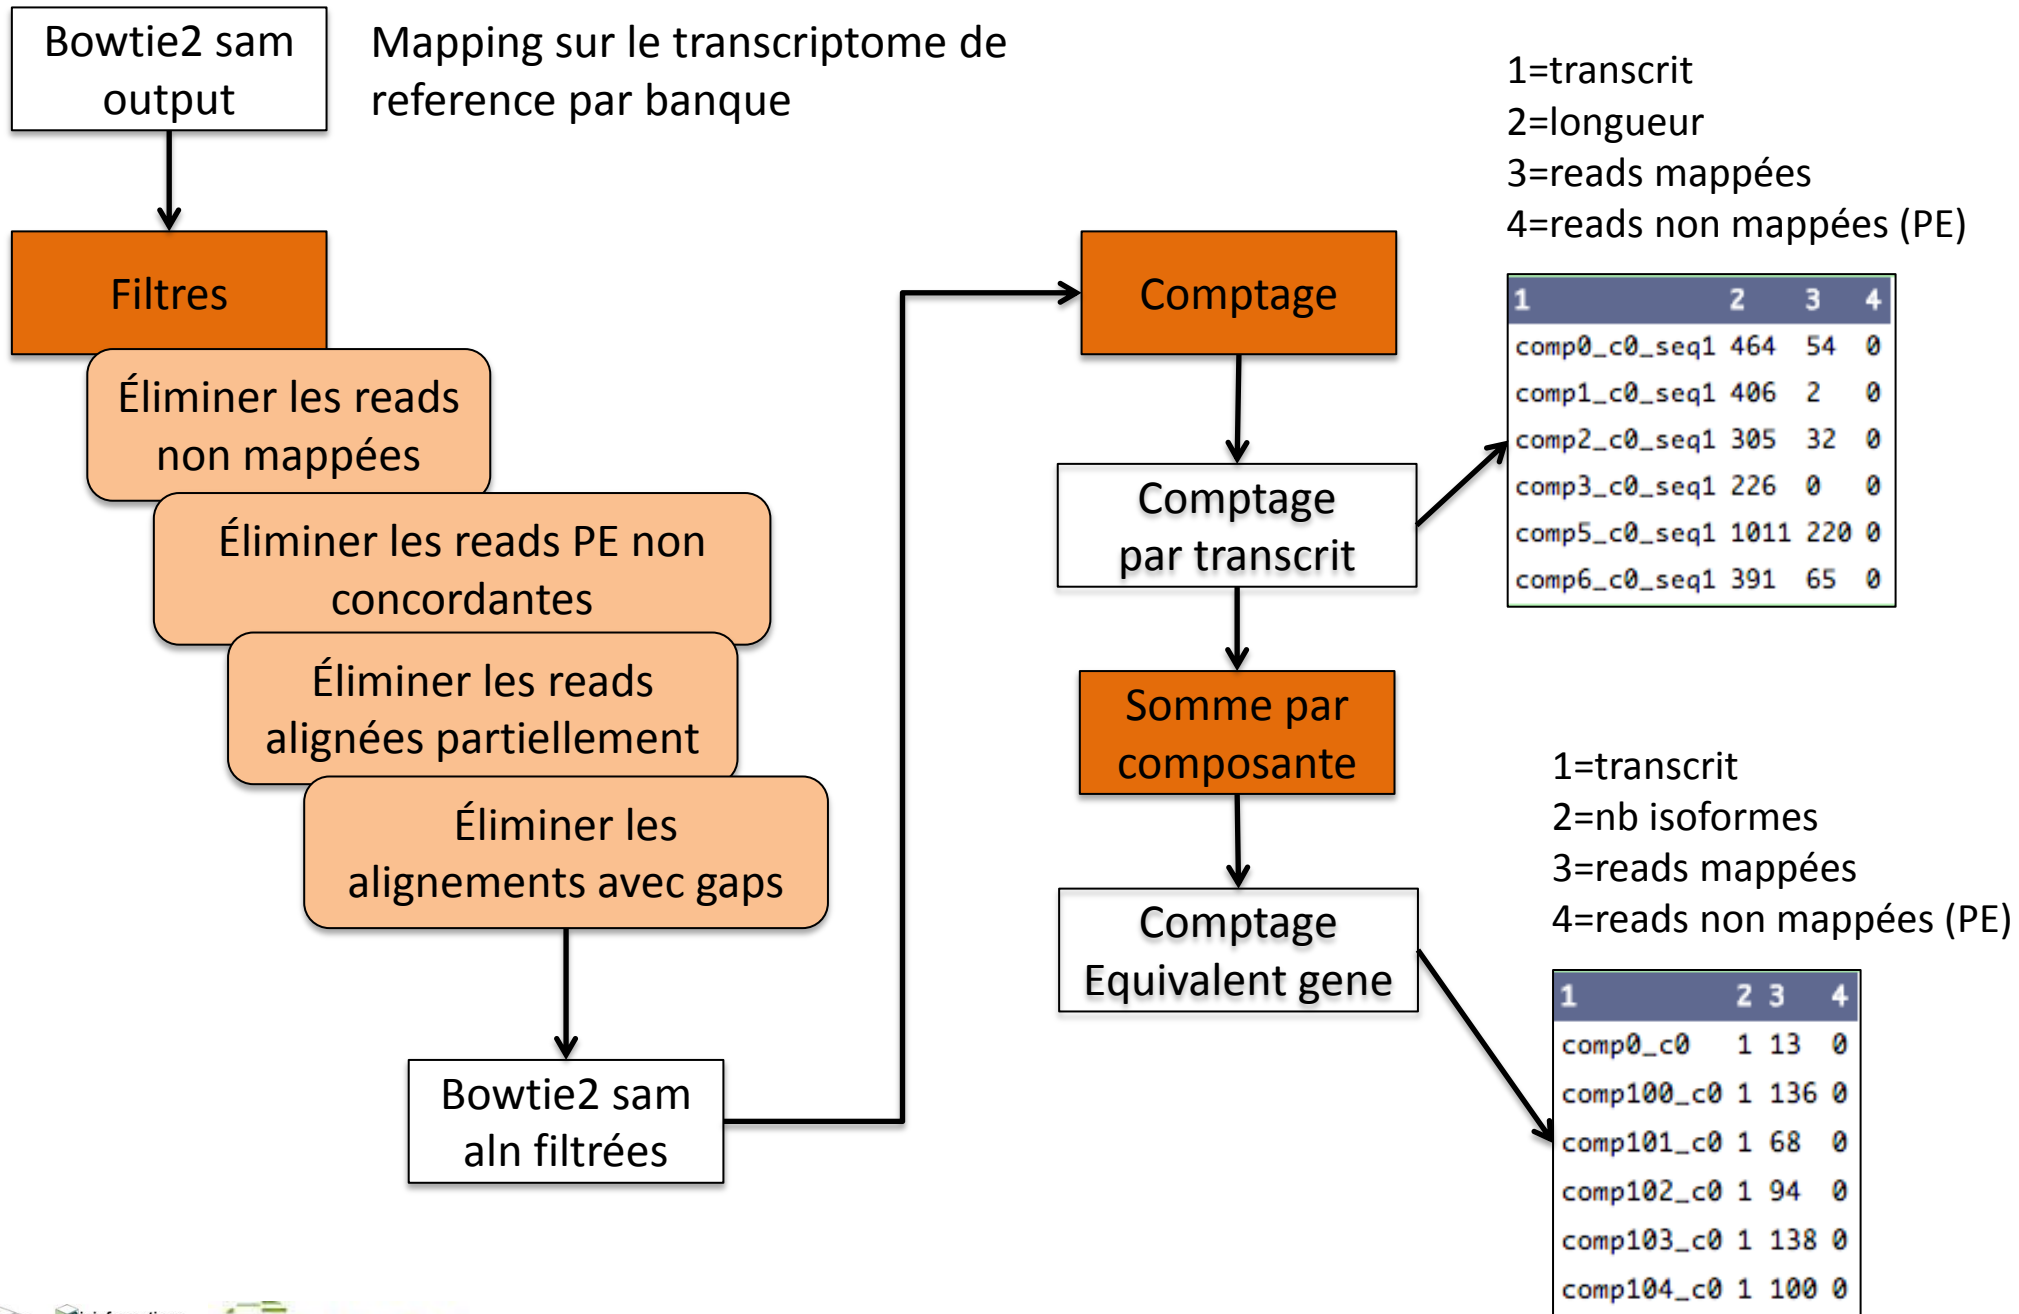 Bowtie2 sam
output
Mapping sur le transcriptome de
reference par banque
Filtres
Éliminer les reads
non mappées
Éliminer les reads PE non
concordantes
Éliminer les reads
alignées partiellement
Éliminer les
alignements avec gaps
Bowtie2 sam
aln filtrées
Comptage
Comptage
par transcrit
Somme par
composante
Comptage
Equivalent gene
1=transcrit
2=longueur
3=reads mappées
4=reads non mappées (PE)
1 2 3 4
comp0_c0_seq1 464 54 0
comp1_c0_seq1 406 2 0
comp2_c0_seq1 305 32 0
comp3_c0_seq1 226 0 0
comp5_c0_seq1 1011 220 0
comp6_c0_seq1 391 65 0
1=transcrit
2=nb isoformes
3=reads mappées
4=reads non mappées (PE)
1 2 3 4
comp0_c0 1 13 0
comp100_c0 1 136 0
comp101_c0 1 68 0
comp102_c0 1 94 0
comp103_c0 1 138 0
comp104_c0 1 100 0